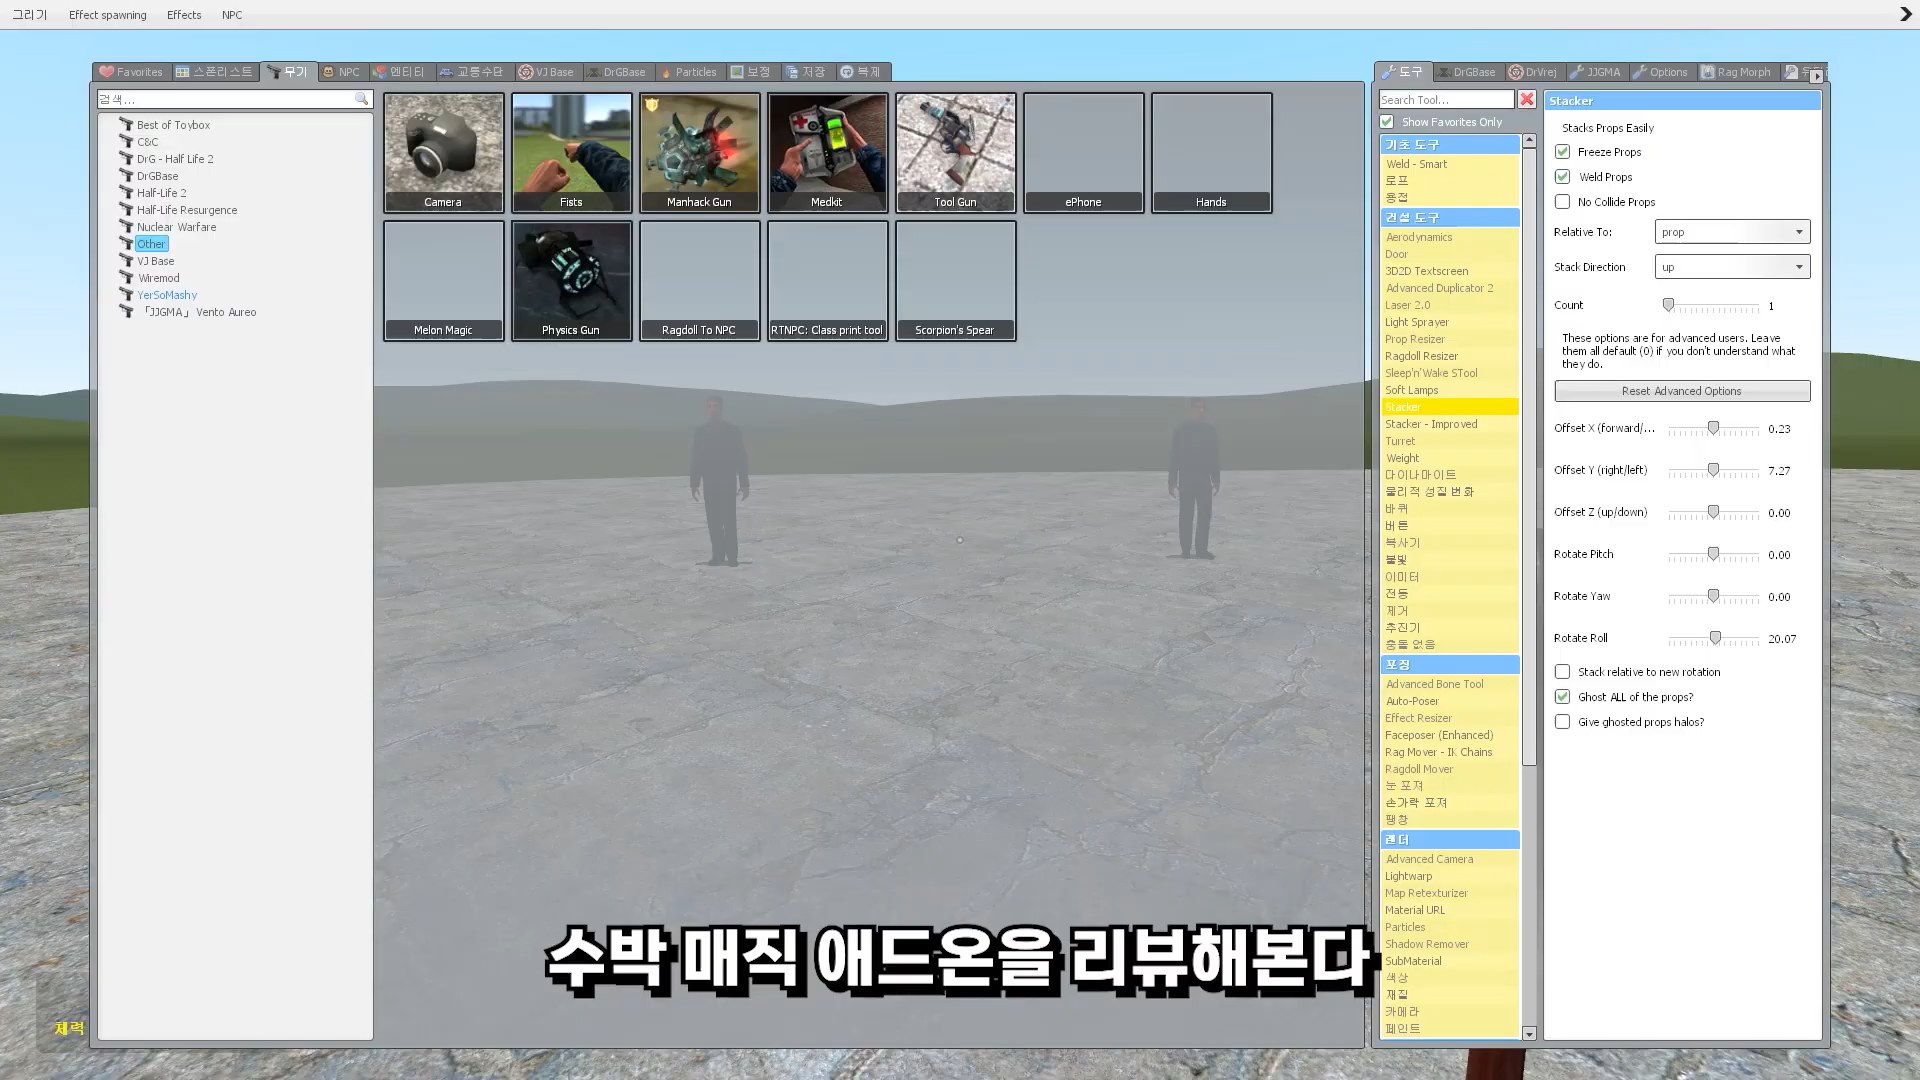 그리기 Effect spawning Effects NPC
Favorites 스폰리스트 무기 NPC 엔티티 교통수단 VJ Base DrGBase Particles 보정 저장 복제
검색...
Best of Toybox
C&C
DrG - Half Life 2
DrGBase
Half-Life 2
Half-Life Resurgence
Nuclear Warfare
Other
VJ Base
Wiremod
YerSoMashy
「JJGMA」 Vento Aureo
Camera Fists Manhack Gun Medkit Tool Gun ePhone Hands
Melon Magic Physics Gun Ragdoll To NPC RTNPC: Class print tool Scorpion's Spear
도구 DrGBase DrVrej JJGMA Options Rag Morph
Search Tool...
Show Favorites Only
기초 도구
Weld - Smart
로프
용접
건설 도구
Aerodynamics
Door
3D2D Textscreen
Advanced Duplicator 2
Laser 2.0
Light Sprayer
Prop Resizer
Ragdoll Resizer
Sleep'n'Wake STool
Soft Lamps
Stacker
Stacker - Improved
Turret
Weight
다이나마이트
물리적 성질 변화
바퀴
버튼
복사기
불빛
이미터
전등
제거
추진기
충돌 없음
포징
Advanced Bone Tool
Auto-Poser
Effect Resizer
Faceposer (Enhanced)
Rag Mover - IK Chains
Ragdoll Mover
눈 포져
손가락 포져
팽창
렌더
Advanced Camera
Lightwarp
Map Retexturizer
Material URL
Particles
Shadow Remover
SubMaterial
색상
재질
카메라
페인트
Stacker
Stacks Props Easily
Freeze Props
Weld Props
No Collide Props
Relative To: prop
Stack Direction up
Count 1
These options are for advanced users. Leave
them all default (0) if you don't understand what
they do.
Reset Advanced Options
Offset X (forward/... 0.23
Offset Y (right/left) 7.27
Offset Z (up/down) 0.00
Rotate Pitch 0.00
Rotate Yaw 0.00
Rotate Roll 20.07
Stack relative to new rotation
Ghost ALL of the props?
Give ghosted props halos?
수박 매직 애드온을 리뷰해본다
체력